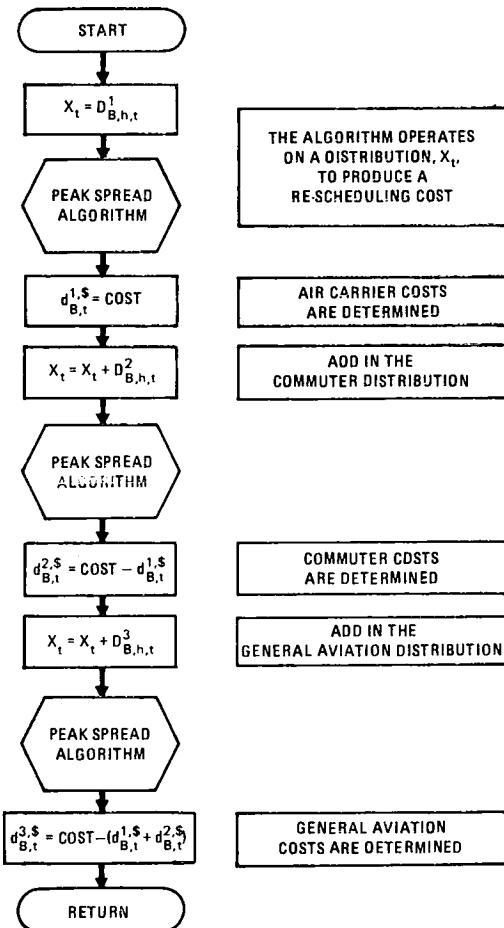 START
X_t = D^1_{B,h,t}
THE ALGORITHM OPERATES
ON A DISTRIBUTION, X_t,
TO PRODUCE A
RE-SCHEDULING COST
PEAK SPREAD
ALGORITHM
d^{1,$}_{B,t} = COST
AIR CARRIER COSTS
ARE DETERMINED
X_t = X_t + D^2_{B,h,t}
ADD IN THE
COMMUTER DISTRIBUTION
PEAK SPREAD
ALGORITHM
d^{2,$}_{B,t} = COST – d^{1,$}_{B,t}
COMMUTER COSTS
ARE DETERMINED
X_t = X_t + D^3_{B,h,t}
ADD IN THE
GENERAL AVIATION DISTRIBUTION
PEAK SPREAD
ALGORITHM
d^{3,$}_{B,t} = COST–(d^{1,$}_{B,t} + d^{2,$}_{B,t})
GENERAL AVIATION
COSTS ARE DETERMINED
RETURN